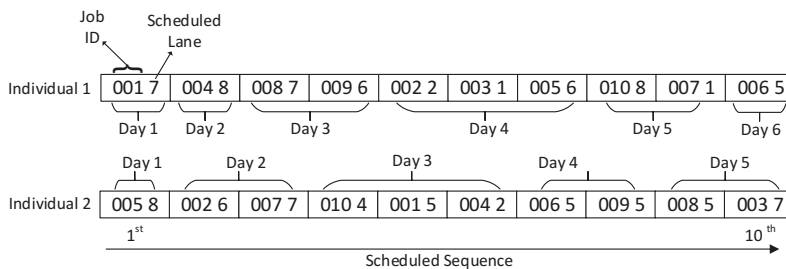 Job ID
Scheduled Lane
Individual 1
001 7 004 8 008 7 009 6 002 2 003 1 005 6 010 8 007 1 006 5
Day 1 Day 2 Day 3 Day 4 Day 5 Day 6
Day 1 Day 2 Day 3 Day 4 Day 5
Individual 2
005 8 002 6 007 7 010 4 001 5 004 2 006 5 009 5 008 5 003 7
1st 10th
Scheduled Sequence